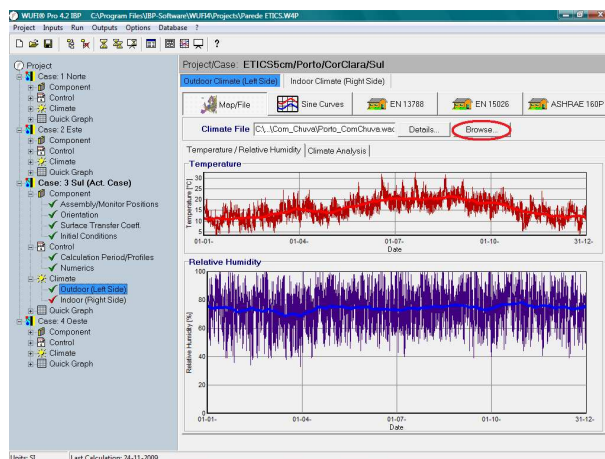 WUFI® Pro 4.2 IBP C:\Program Files\IBP-Software\WUFI4\Projects\Parede ETICS.W4P
Project Inputs Run Outputs Options Database ?
Project
Case: 1 Norte
Component
Control
Climate
Quick Graph
Case: 2 Este
Component
Control
Climate
Quick Graph
Case: 3 Sul (Act. Case)
Component
Assembly/Monitor Positions
Orientation
Surface Transfer Coeff.
Initial Conditions
Control
Calculation Period/Profiles
Numerics
Climate
Outdoor (Left Side)
Indoor (Right Side)
Quick Graph
Case: 4 Oeste
Component
Control
Climate
Quick Graph
Project/Case: ETICS5cm/Porto/CorClara/Sul
Outdoor Climate (Left Side) Indoor Climate (Right Side)
Map/File Sine Curves EN 13788 EN 15026 ASHRAE 160P
Climate File C:\...\Com_Chuva\Porto_ComChuva.wac Details... Browse...
Temperature / Relative Humidity Climate Analysis
Temperature
Temperature [°C]
30
25
20
15
10
5
01-01- 01-04- 01-07- 01-10- 31-12-
Date
Relative Humidity
Relative Humidity [%]
100
80
60
40
20
0
01-01- 01-04- 01-07- 01-10- 31-12-
Date
Units: SI Last Calculation: 24-11-2009